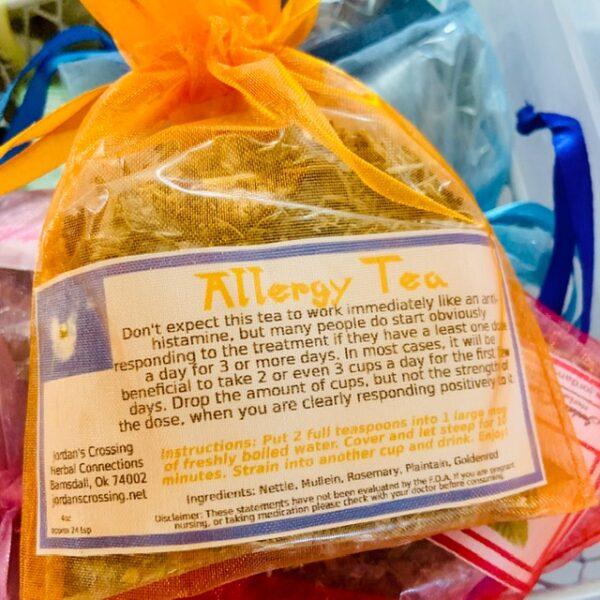 Allergy Tea
Don't expect this tea to work immediately like an anti-
histamine, but many people do start obviously
responding to the treatment if they have a least one dose
a day for 3 or more days. In most cases, it will be
beneficial to take 2 or even 3 cups a day for the first few
days. Drop the amount of cups, but not the strength of
the dose, when you are clearly responding positively to it
Jordan's Crossing
Herbal Connections
Barnsdall, Ok 74002
jordanscrossing.net
4oz
approx 24 tsp
Instructions: Put 2 full teaspoons into 1 large mug
of freshly boiled water. Cover and let steep for 10
minutes. Strain into another cup and drink. Enjoy!
Ingredients: Nettle, Mullein, Rosemary, Plaintain, Goldenrod
Disclaimer: These statements have not been evaluated by the F.D.A. If you are pregnant
nursing, or taking medication please check with your doctor before consuming.